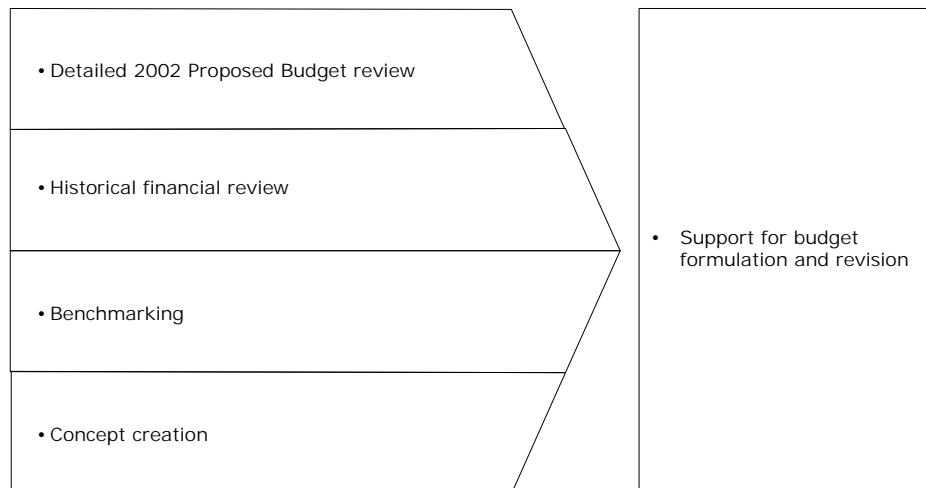 • Detailed 2002 Proposed Budget review
• Historical financial review
• Benchmarking
• Concept creation
• Support for budget
formulation and revision